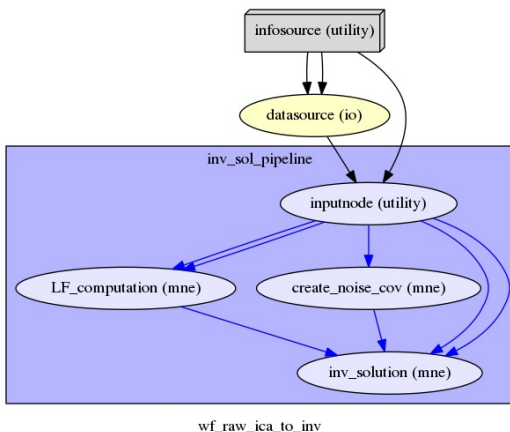 infosource (utility)
datasource (io)
inv_sol_pipeline
inputnode (utility)
LF_computation (mne)
create_noise_cov (mne)
inv_solution (mne)
wf_raw_ica_to_inv